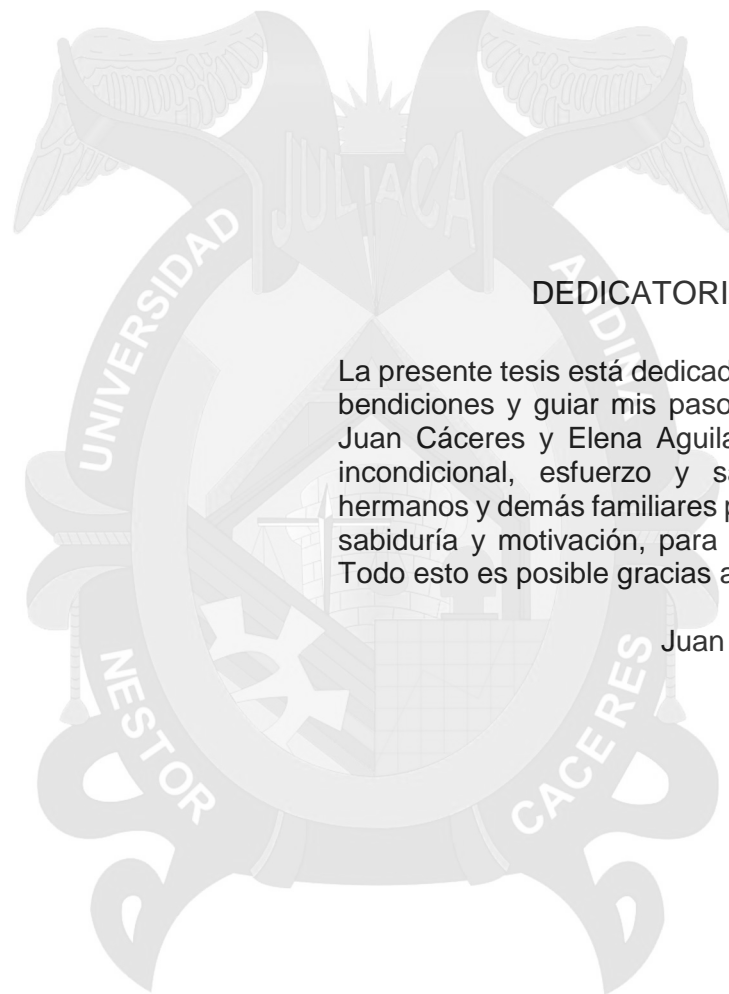 JULIACA
UNIVERSIDAD ANDINA
NESTOR CACERES
DEDICATORI
La presente tesis está dedicad
bendiciones y guiar mis paso
Juan Cáceres y Elena Aguila
incondicional, esfuerzo y sa
hermanos y demás familiares p
sabiduría y motivación, para
Todo esto es posible gracias a
Juan